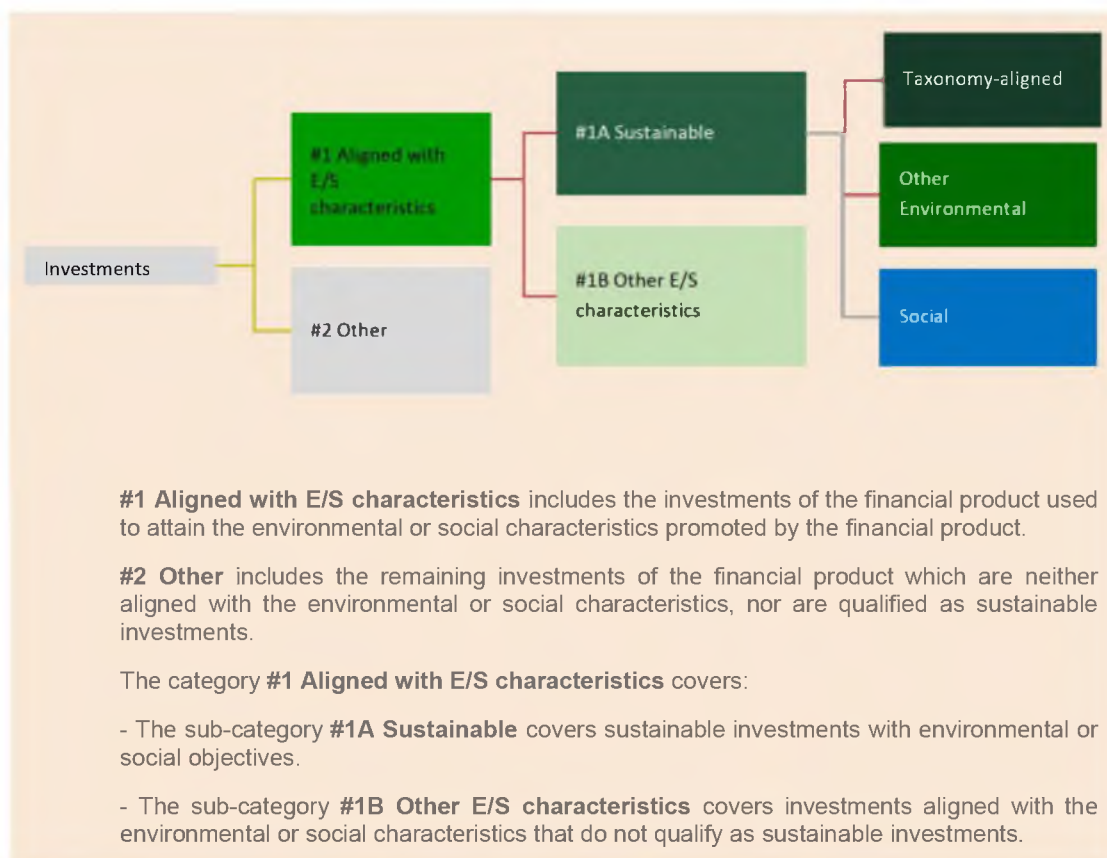 Investments
#1 Aligned with
E/S
characteristics
#2 Other
#1A Sustainable
#1B Other E/S
characteristics
Taxonomy-aligned
Other
Environmental
Social
#1 Aligned with E/S characteristics includes the investments of the financial product used
to attain the environmental or social characteristics promoted by the financial product.
#2 Other includes the remaining investments of the financial product which are neither
aligned with the environmental or social characteristics, nor are qualified as sustainable
investments.
The category #1 Aligned with E/S characteristics covers:
- The sub-category #1A Sustainable covers sustainable investments with environmental or
social objectives.
- The sub-category #1B Other E/S characteristics covers investments aligned with the
environmental or social characteristics that do not qualify as sustainable investments.